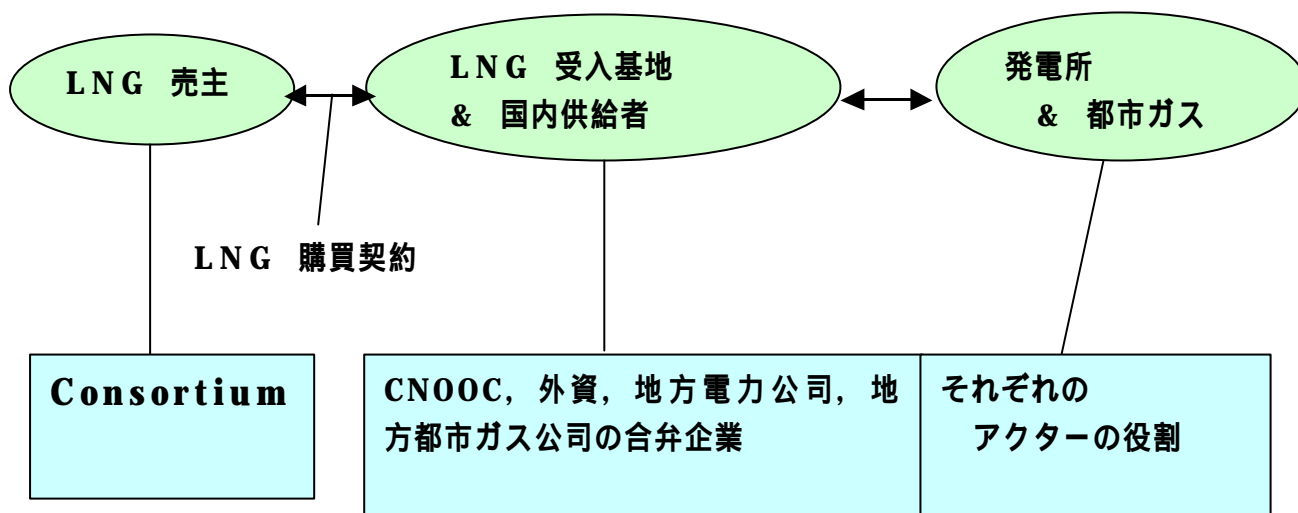 LNG 売主
LNG 受入基地
& 国内供給者
発電所
& 都市ガス
LNG 購買契約
Consortium
CNOOC, 外資, 地方電力公司, 地
方都市ガス公司の合弁企業
それぞれの
アクターの役割